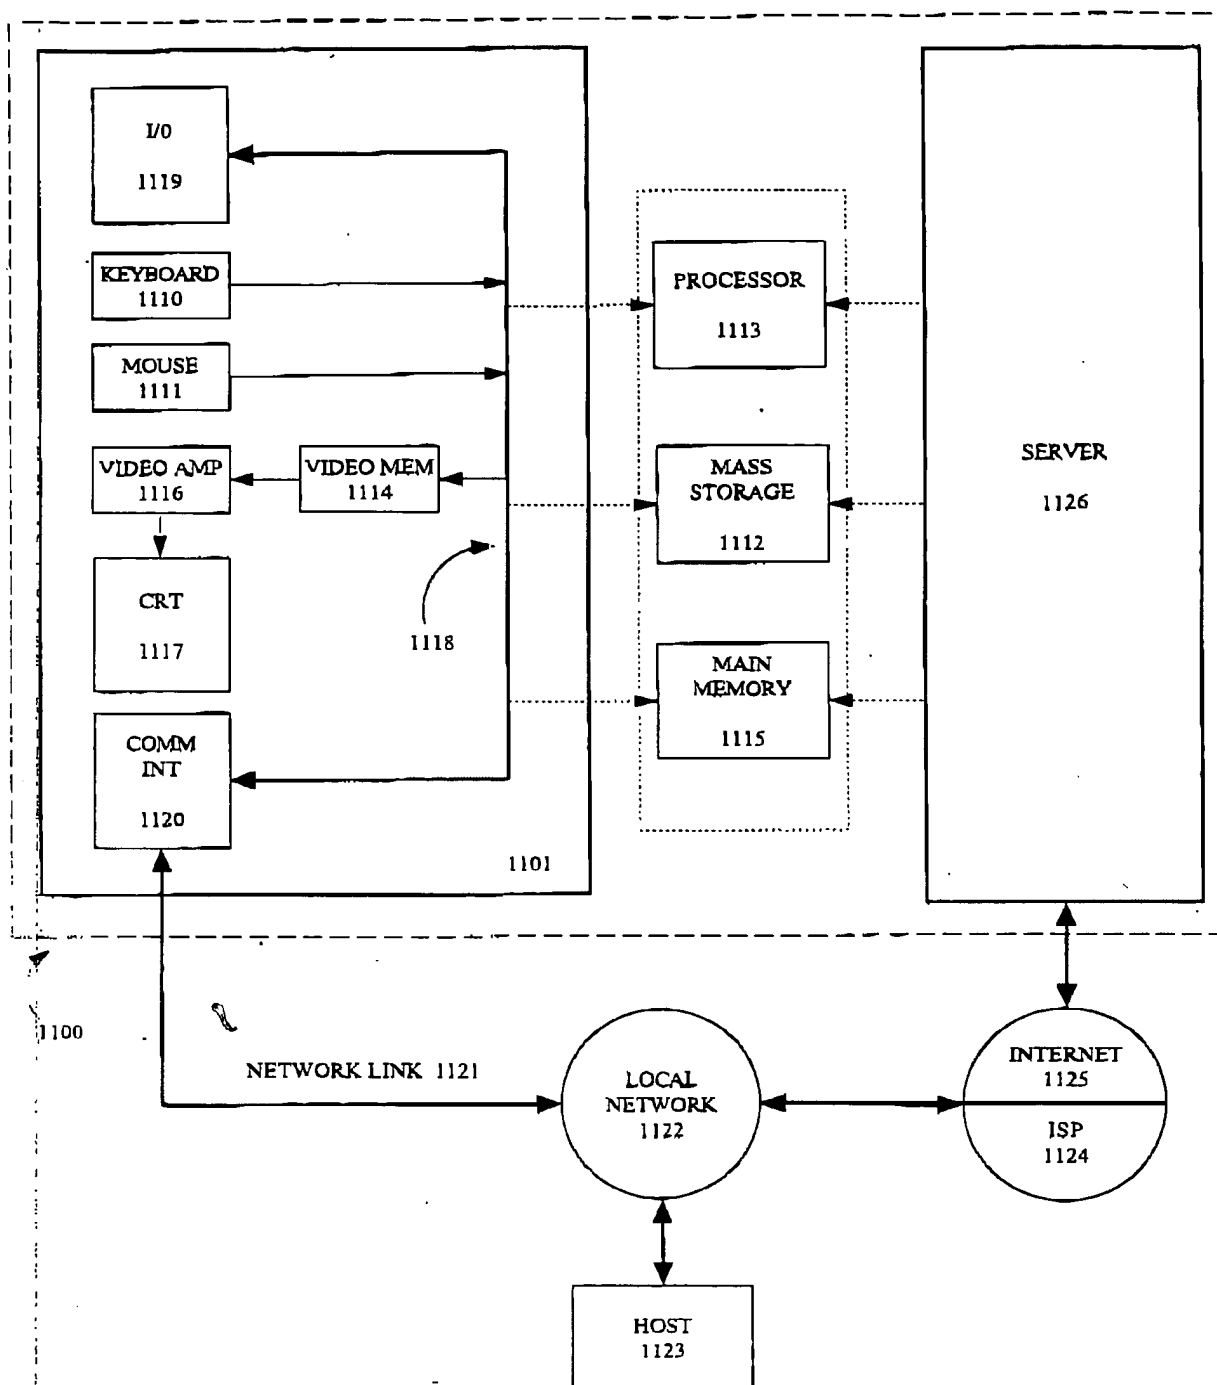 I/0
1119
KEYBOARD
1110
MOUSE
1111
VIDEO AMP
1116
VIDEO MEM
1114
CRT
1117
1118
COMM
INT
1120
1101
PROCESSOR
1113
MASS
STORAGE
1112
MAIN
MEMORY
1115
SERVER
1126
1100
NETWORK LINK 1121
LOCAL
NETWORK
1122
INTERNET
1125
ISP
1124
HOST
1123